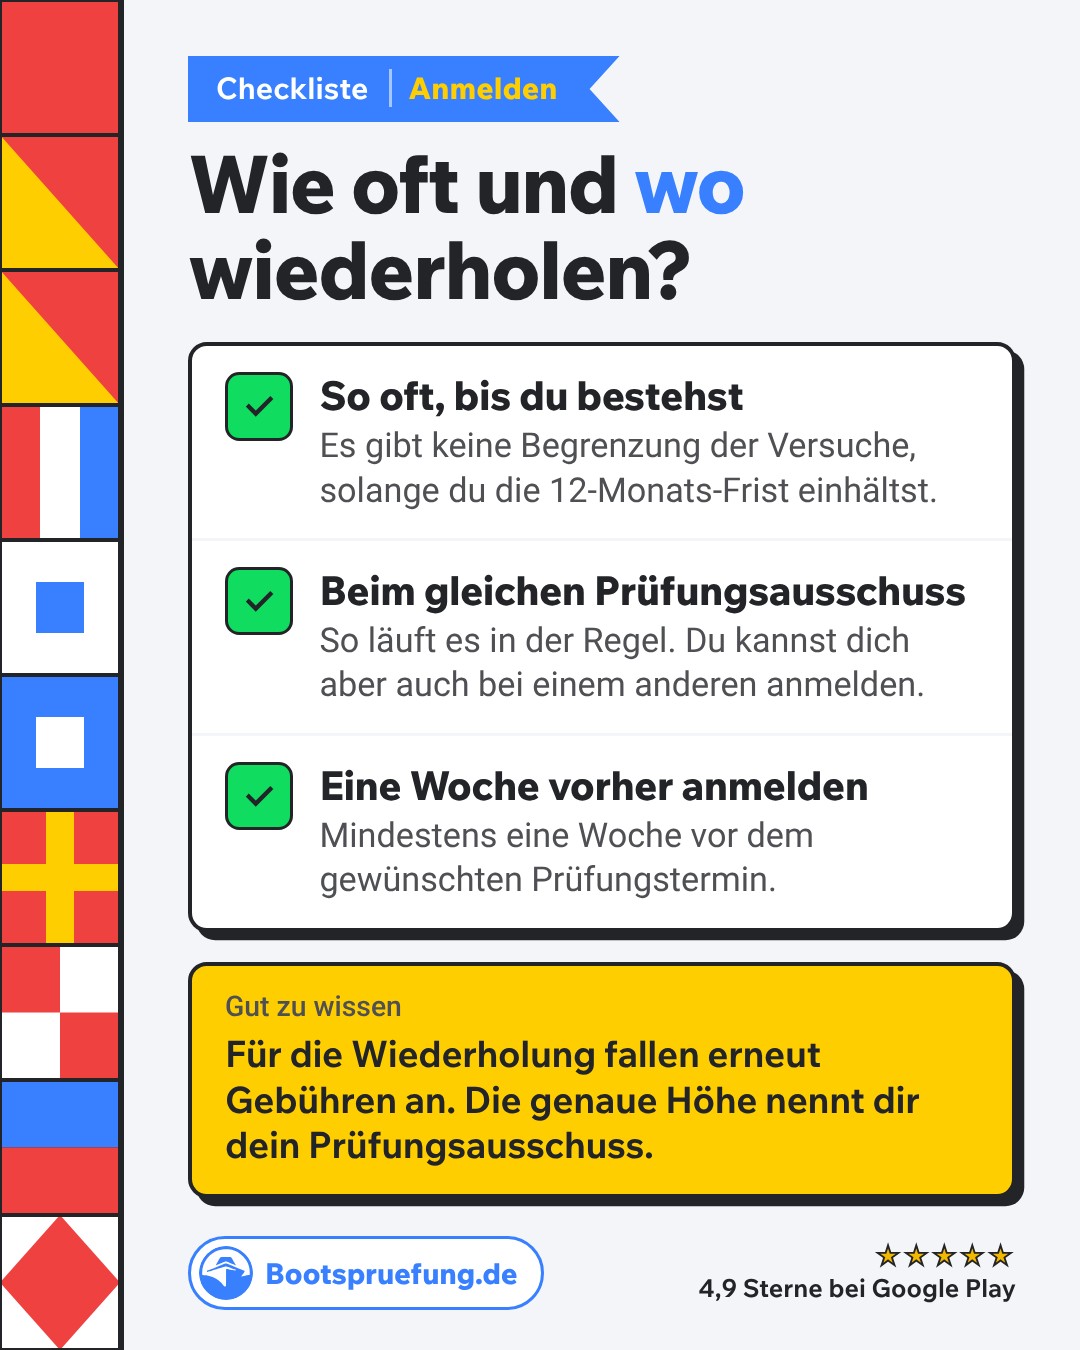 Checkliste | Anmelden
Wie oft und wo
wiederholen?
So oft, bis du bestehst
Es gibt keine Begrenzung der Versuche,
solange du die 12-Monats-Frist einhältst.
Beim gleichen Prüfungsausschuss
So läuft es in der Regel. Du kannst dich
aber auch bei einem anderen anmelden.
Eine Woche vorher anmelden
Mindestens eine Woche vor dem
gewünschten Prüfungstermin.
Gut zu wissen
Für die Wiederholung fallen erneut
Gebühren an. Die genaue Höhe nennt dir
dein Prüfungsausschuss.
Bootspruefung.de
4,9 Sterne bei Google Play